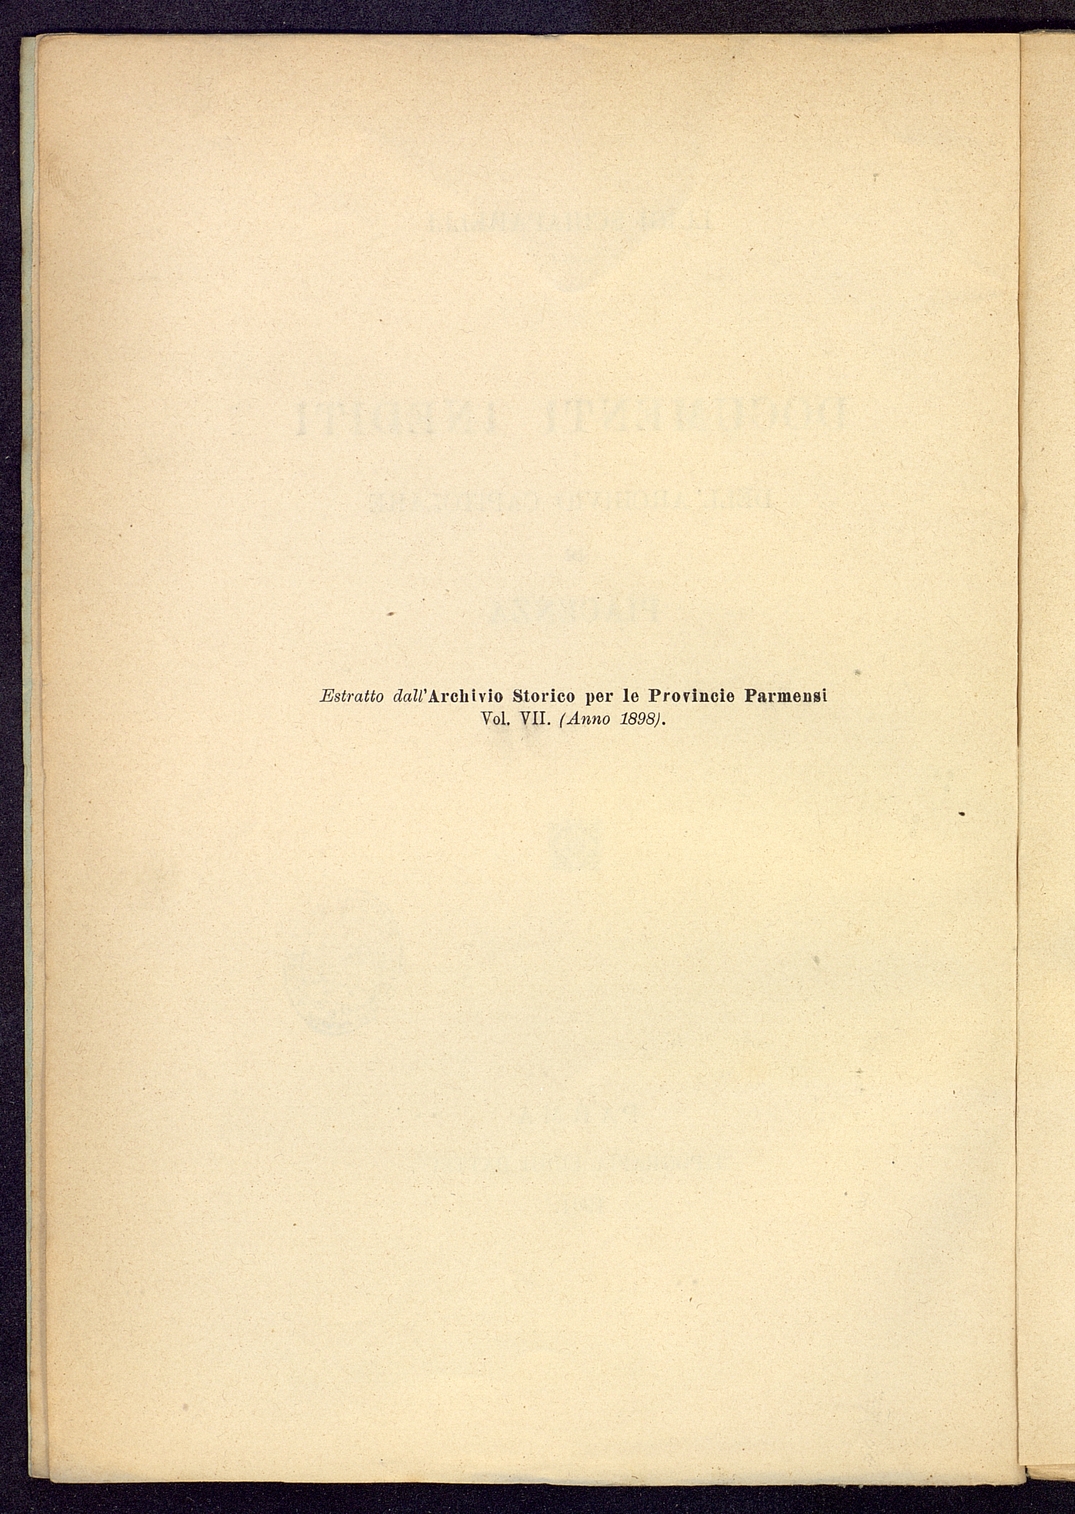 Estratto dall'Archivio Storico per le Provincie Parmensi
Vol. VII. (Anno 1898).